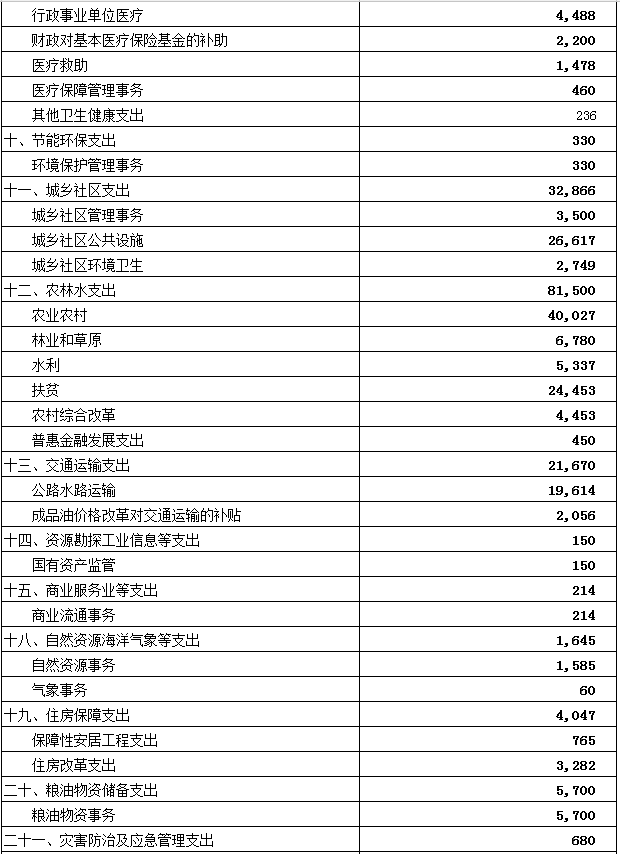 行政事业单位医疗 4,488
财政对基本医疗保险基金的补助 2,200
医疗救助 1,478
医疗保障管理事务 460
其他卫生健康支出 236
十、节能环保支出 330
环境保护管理事务 330
十一、城乡社区支出 32,866
城乡社区管理事务 3,500
城乡社区公共设施 26,617
城乡社区环境卫生 2,749
十二、农林水支出 81,500
农业农村 40,027
林业和草原 6,780
水利 5,337
扶贫 24,453
农村综合改革 4,453
普惠金融发展支出 450
十三、交通运输支出 21,670
公路水路运输 19,614
成品油价格改革对交通运输的补贴 2,056
十四、资源勘探工业信息等支出 150
国有资产监管 150
十五、商业服务业等支出 214
商业流通事务 214
十八、自然资源海洋气象等支出 1,645
自然资源事务 1,585
气象事务 60
十九、住房保障支出 4,047
保障性安居工程支出 765
住房改革支出 3,282
二十、粮油物资储备支出 5,700
粮油物资事务 5,700
二十一、灾害防治及应急管理支出 680